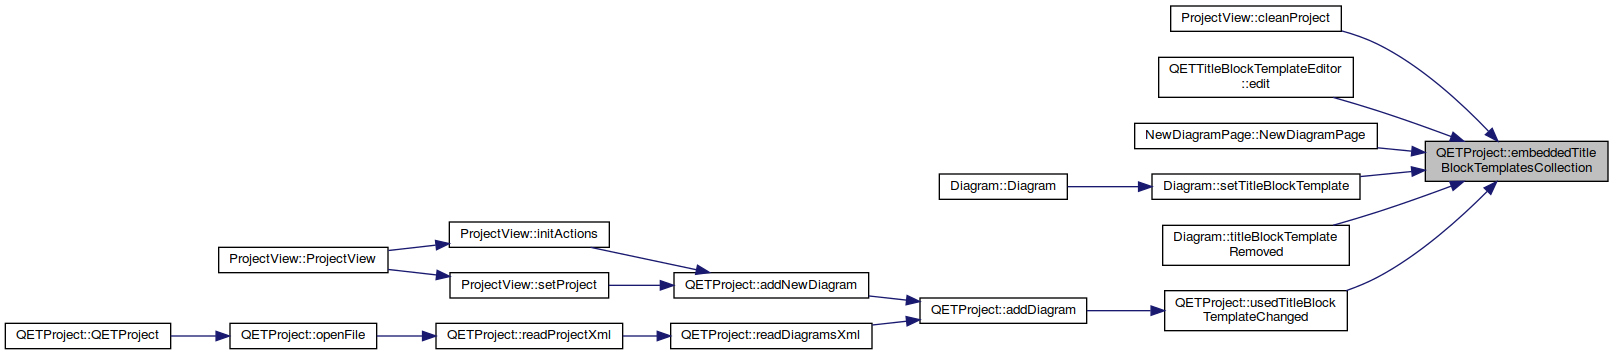 ProjectView::cleanProject
QETTitleBlockTemplateEditor
::edit
NewDiagramPage::NewDiagramPage
QETProject::embeddedTitle
BlockTemplatesCollection
Diagram::Diagram
Diagram::setTitleBlockTemplate
ProjectView::initActions
Diagram::titleBlockTemplate
Removed
ProjectView::ProjectView
ProjectView::setProject
QETProject::addNewDiagram
QETProject::addDiagram
QETProject::usedTitleBlock
TemplateChanged
QETProject::QETProject
QETProject::openFile
QETProject::readProjectXml
QETProject::readDiagramsXml